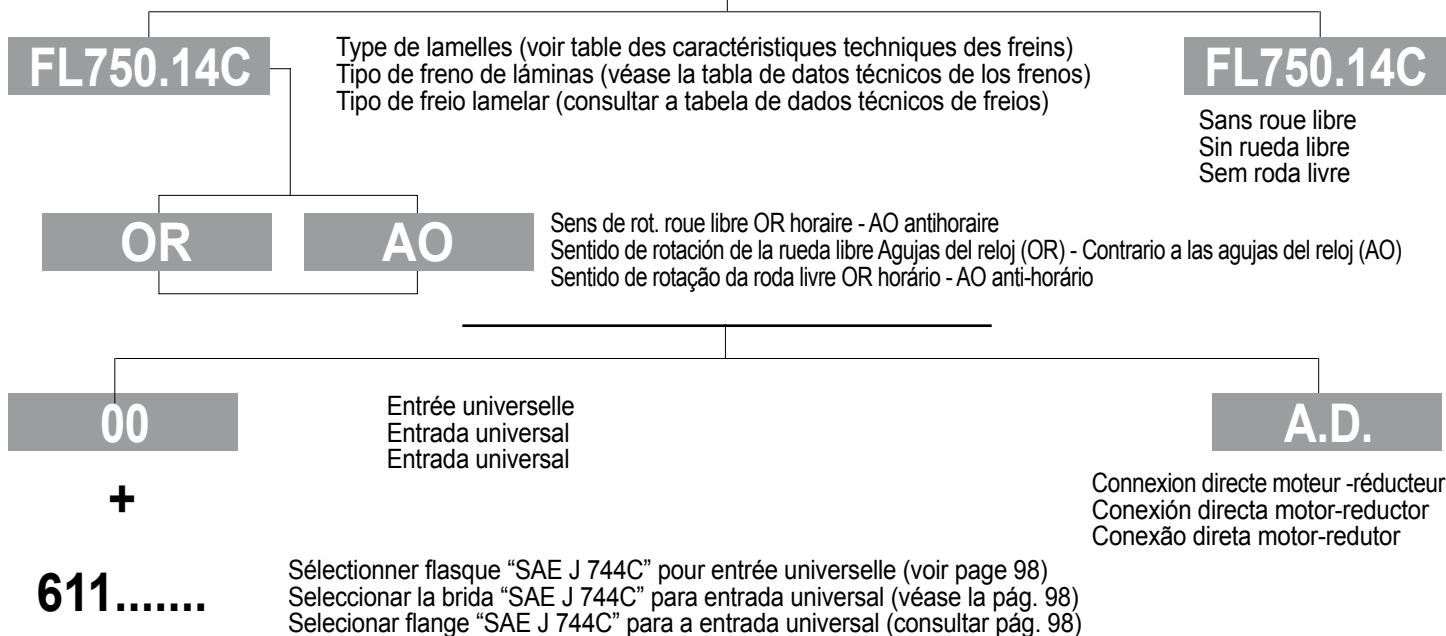 FL750.14C
Type de lamelles (voir table des caractéristiques techniques des freins)
Tipo de freno de láminas (véase la tabla de datos técnicos de los frenos)
Tipo de freio lamelar (consultar a tabela de dados técnicos de freios)
FL750.14C
Sans roue libre
Sin rueda libre
Sem roda livre
OR
AO
Sens de rot. roue libre OR horaire - AO antihoraire
Sentido de rotación de la rueda libre Agujas del reloj (OR) - Contrario a las agujas del reloj (AO)
Sentido de rotação da roda livre OR horário - AO anti-horário
00
Entrée universelle
Entrada universal
Entrada universal
A.D.
Connexion directe moteur -réducteur
Conexión directa motor-reductor
Conexão direta motor-redutor
+
611.......
Sélectionner flasque “SAE J 744C” pour entrée universelle (voir page 98)
Seleccionar la brida “SAE J 744C” para entrada universal (véase la pág. 98)
Selecionar flange “SAE J 744C” para a entrada universal (consultar pág. 98)